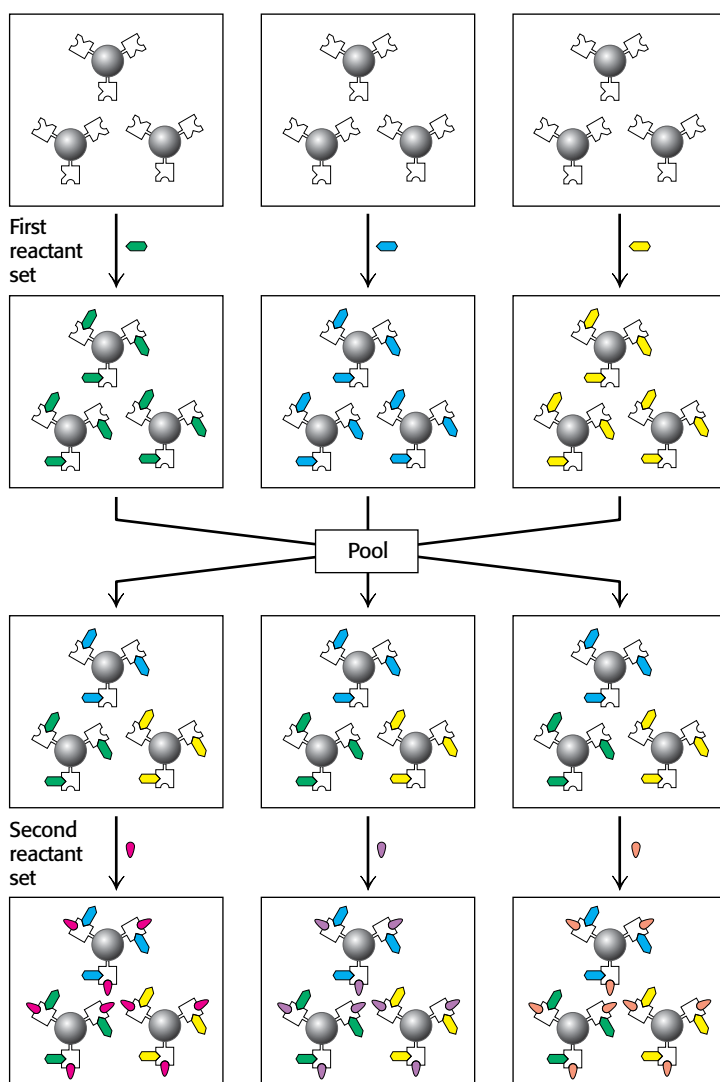 First
reactant
set
Pool
Second
reactant
set